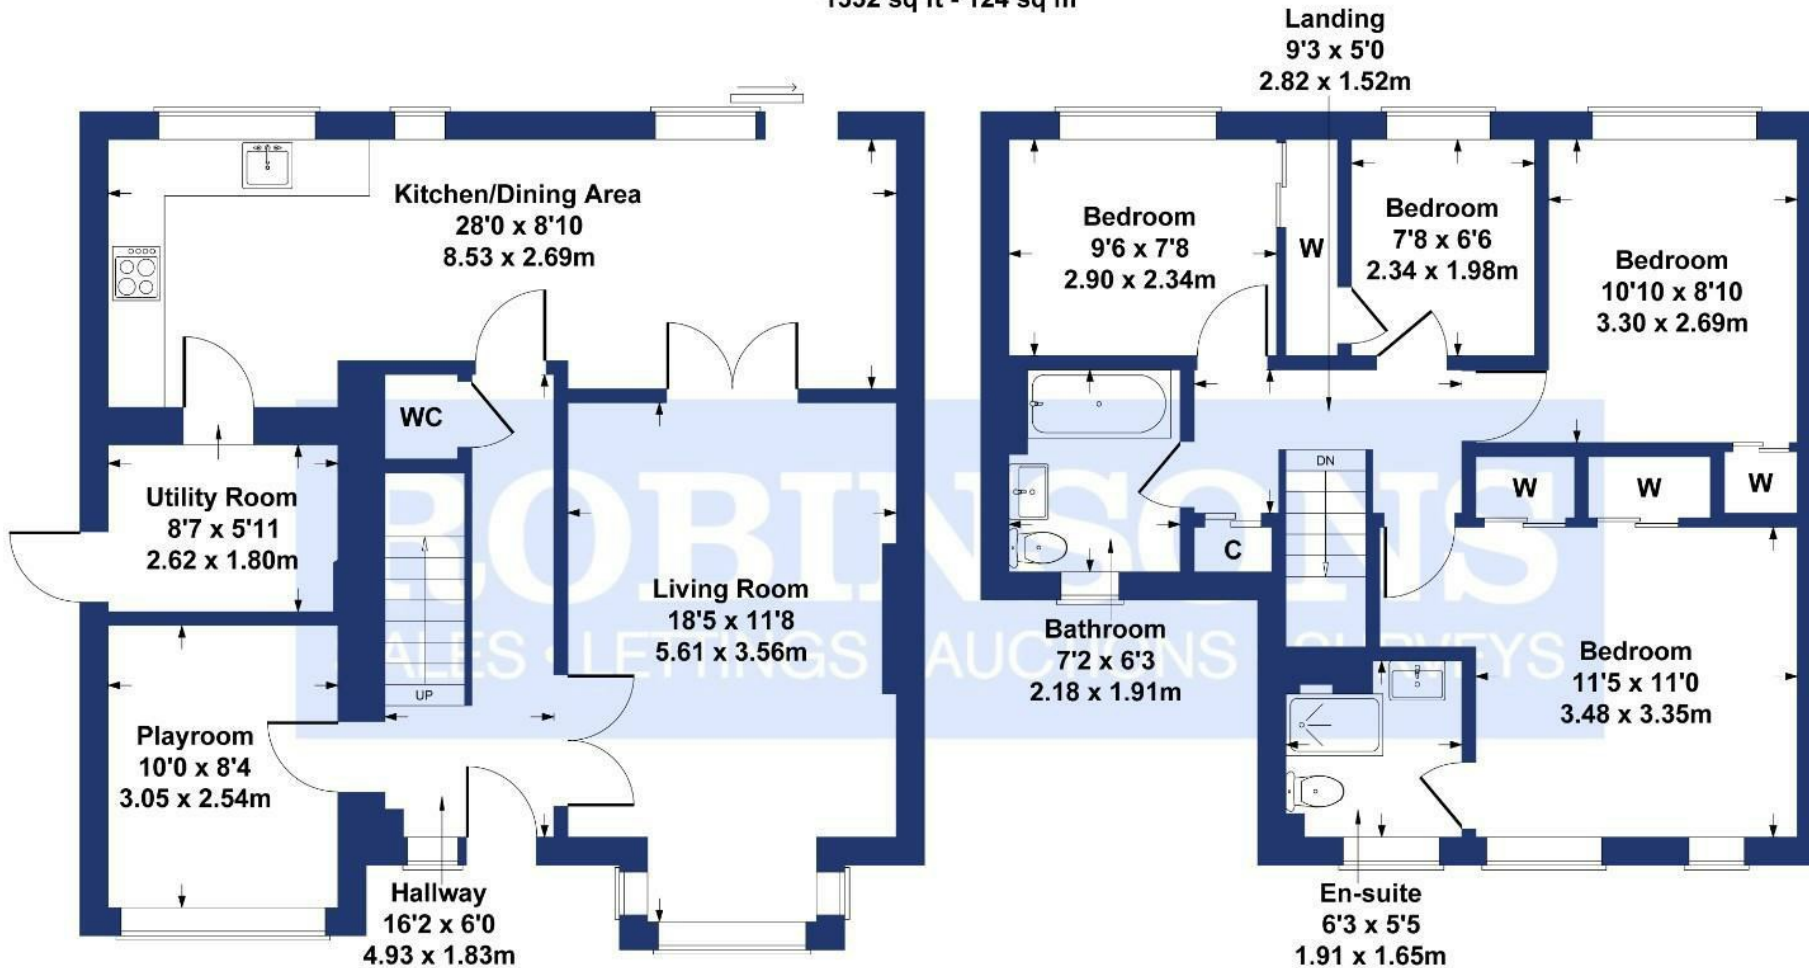 1332 sq ft - 124 sq m
Landing
9'3 x 5'0
2.82 x 1.52m
Kitchen/Dining Area
28'0 x 8'10
8.53 x 2.69m
Bedroom
9'6 x 7'8
2.90 x 2.34m
W
Bedroom
7'8 x 6'6
2.34 x 1.98m
Bedroom
10'10 x 8'10
3.30 x 2.69m
WC
Utility Room
8'7 x 5'11
2.62 x 1.80m
UP
Living Room
18'5 x 11'8
5.61 x 3.56m
Playroom
10'0 x 8'4
3.05 x 2.54m
Hallway
16'2 x 6'0
4.93 x 1.83m
DN
W
W
W
C
Bathroom
7'2 x 6'3
2.18 x 1.91m
Bedroom
11'5 x 11'0
3.48 x 3.35m
En-suite
6'3 x 5'5
1.91 x 1.65m
ROBINSONS
SALES • LETTINGS • AUCTIONS • SURVEYS